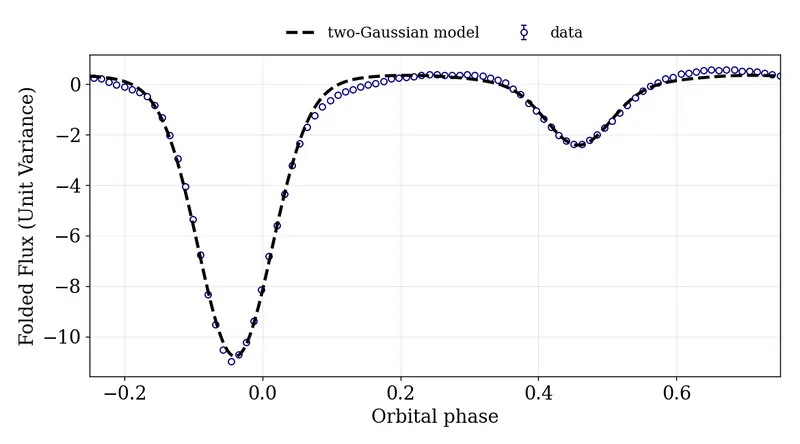 two-Gaussian model data
Folded Flux (Unit Variance)
0
−2
−4
−6
−8
−10
−0.2 0.0 0.2 0.4 0.6
Orbital phase